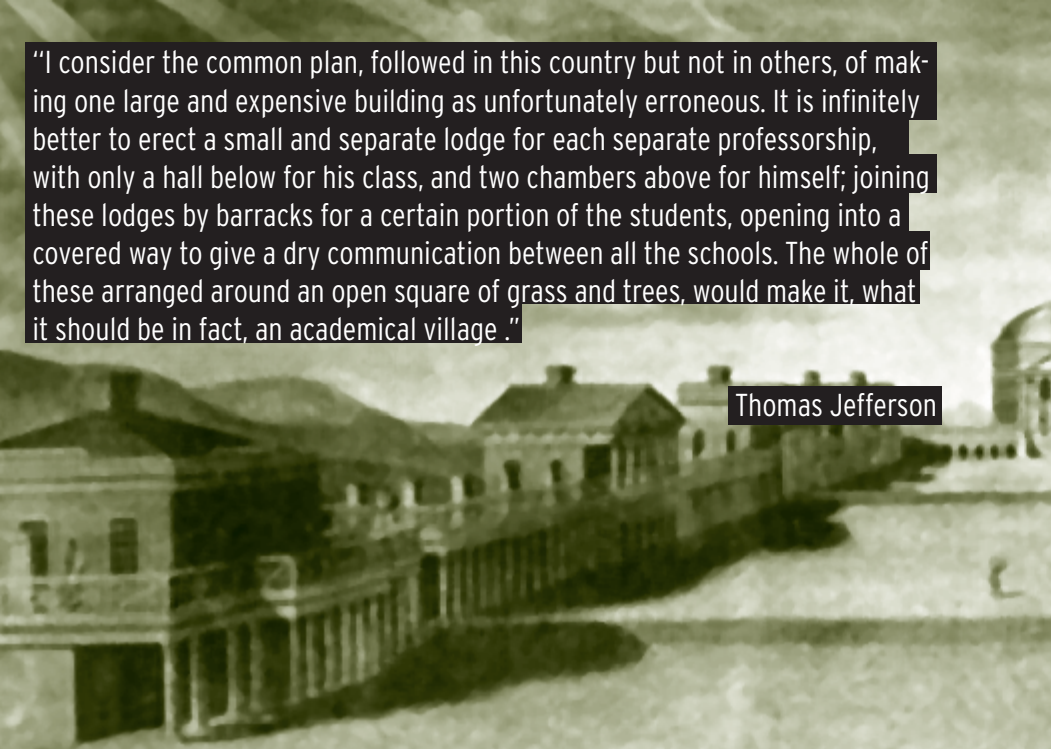 “I consider the common plan, followed in this country but not in others, of mak-
ing one large and expensive building as unfortunately erroneous. It is infinitely
better to erect a small and separate lodge for each separate professorship,
with only a hall below for his class, and two chambers above for himself; joining
these lodges by barracks for a certain portion of the students, opening into a
covered way to give a dry communication between all the schools. The whole of
these arranged around an open square of grass and trees, would make it, what
it should be in fact, an academical village .”
Thomas Jefferson